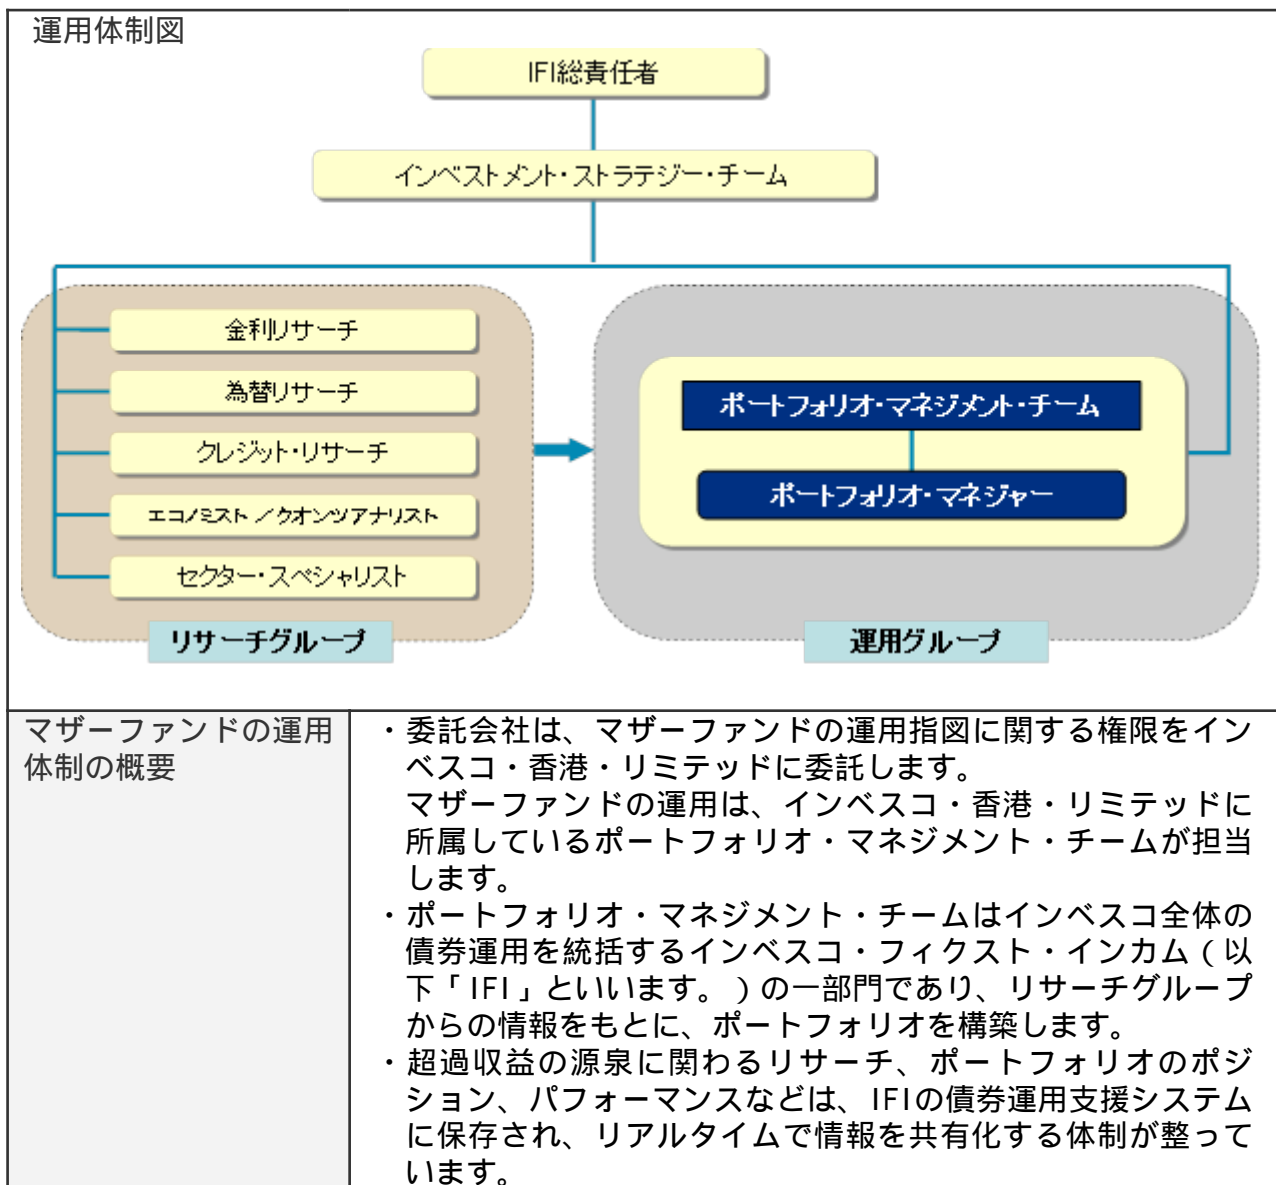 運用体制図
IFI総責任者
インベストメント・ストラテジー・チーム
金利リサーチ
為替リサーチ
クレジット・リサーチ
エコノミスト／クオンツアナリスト
セクター・スペシャリスト
リサーチグループ
ポートフォリオ・マネジメント・チーム
ポートフォリオ・マネジャー
運用グループ
マザーファンドの運用
体制の概要
・委託会社は、マザーファンドの運用指図に関する権限をイン
ベスコ・香港・リミテッドに委託します。
マザーファンドの運用は、インベスコ・香港・リミテッドに
所属しているポートフォリオ・マネジメント・チームが担当
します。
・ポートフォリオ・マネジメント・チームはインベスコ全体の
債券運用を統括するインベスコ・フィクスト・インカム（以
下「IFI」といいます。）の一部門であり、リサーチグループ
からの情報をもとに、ポートフォリオを構築します。
・超過収益の源泉に関わるリサーチ、ポートフォリオのポジ
ション、パフォーマンスなどは、IFIの債券運用支援システム
に保存され、リアルタイムで情報を共有化する体制が整って
います。